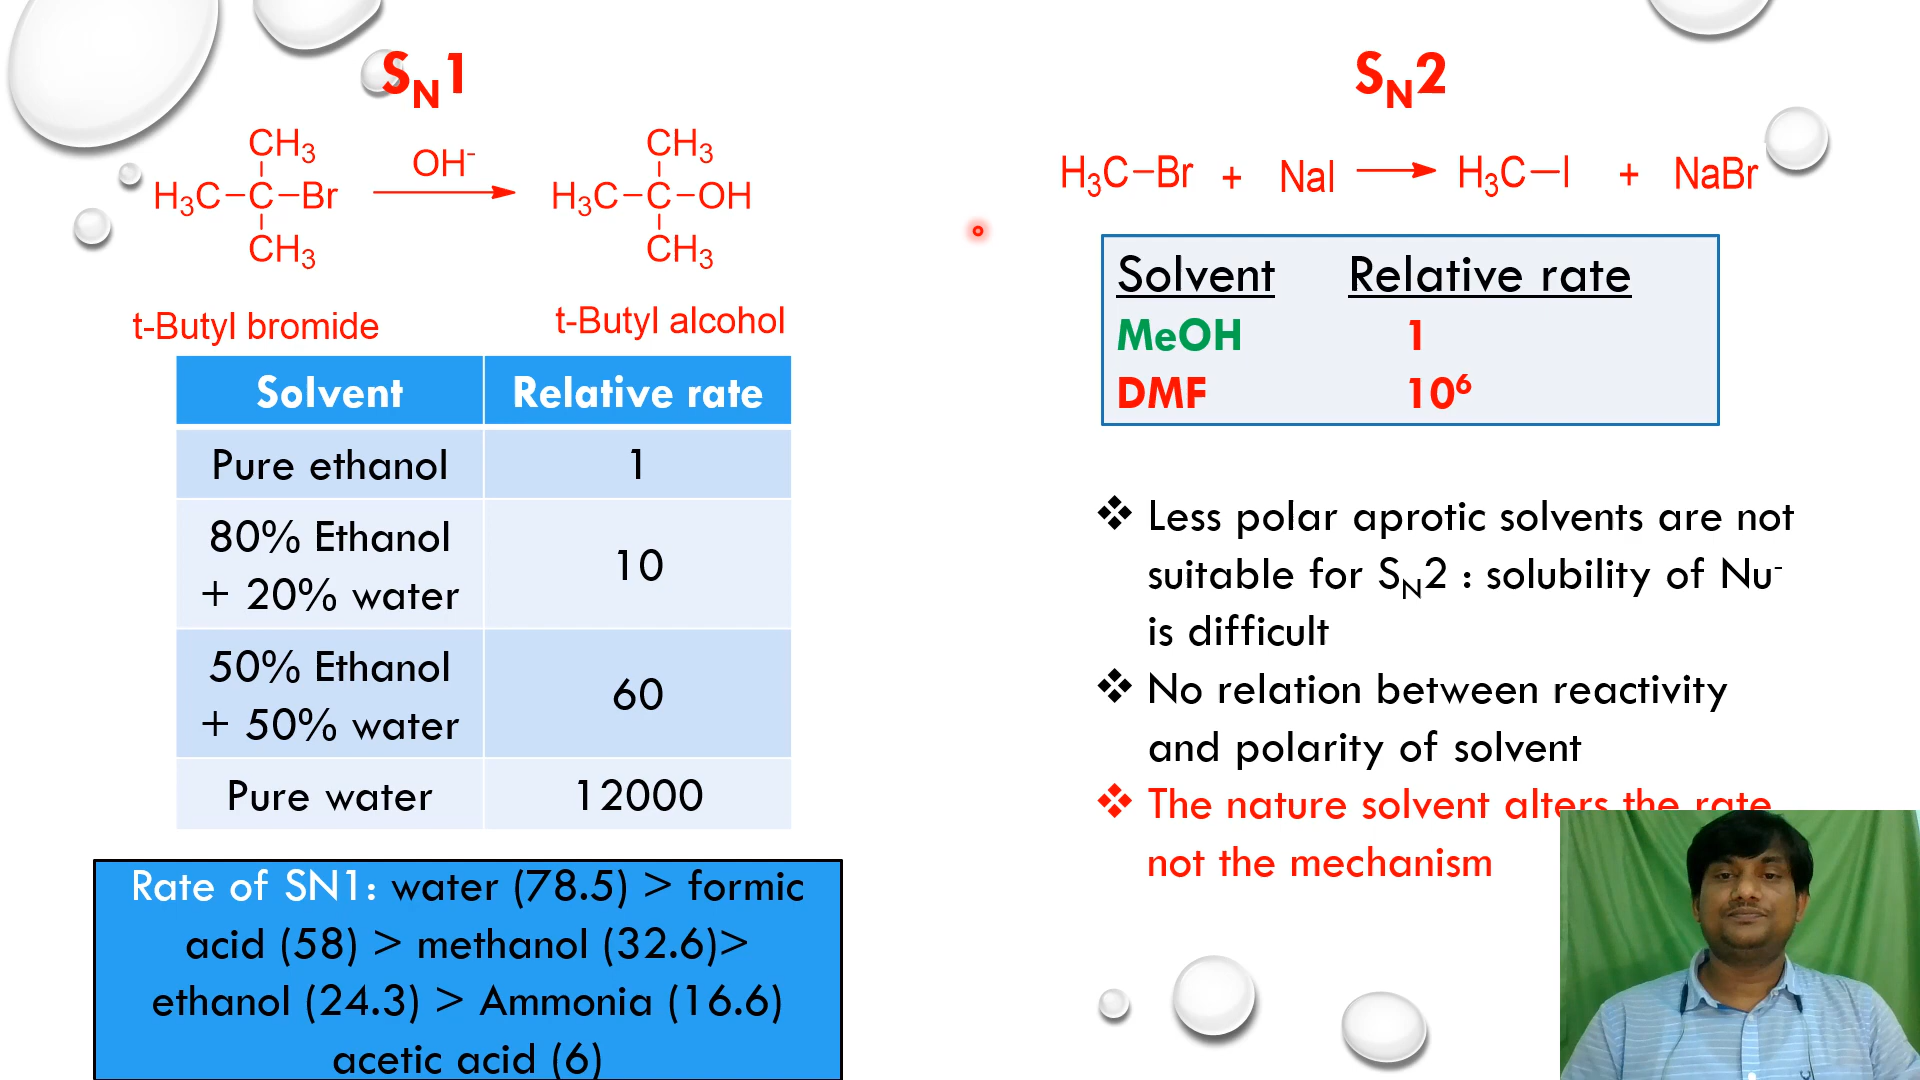 S_N1
CH₃
OH⁻
H₃C–C–Br
CH₃
t-Butyl bromide
CH₃
H₃C–C–OH
CH₃
t-Butyl alcohol
Solvent Relative rate
Pure ethanol 1
80% Ethanol
+ 20% water 10
50% Ethanol
+ 50% water 60
Pure water 12000
Rate of SN1: water (78.5) > formic
acid (58) > methanol (32.6)>
ethanol (24.3) > Ammonia (16.6)
acetic acid (6)
S_N2
H₃C–Br + NaI → H₃C–I + NaBr
Solvent Relative rate
MeOH 1
DMF 10⁶
❖ Less polar aprotic solvents are not
suitable for S_N2 : solubility of Nu⁻
is difficult
❖ No relation between reactivity
and polarity of solvent
❖ The nature solvent alters the rate
not the mechanism